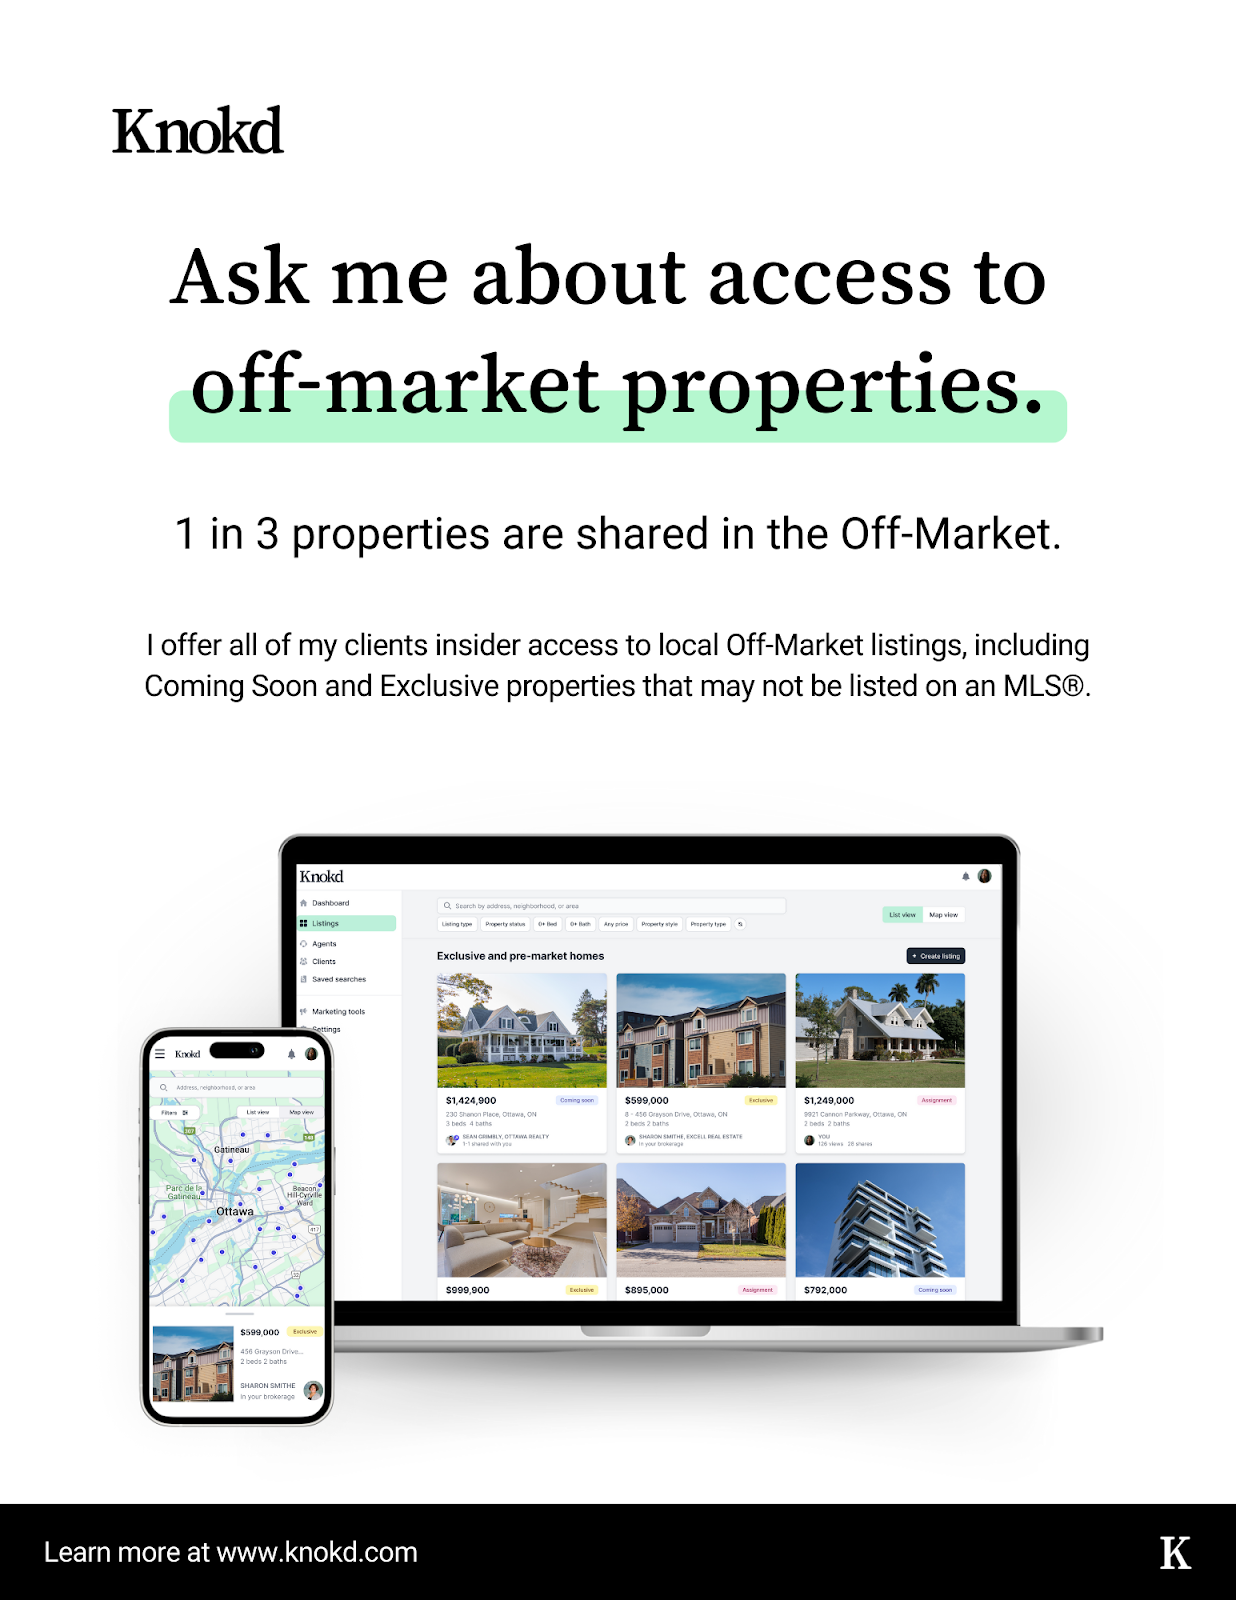 Knokd
Ask me about access to
off-market properties.
1 in 3 properties are shared in the Off-Market.
I offer all of my clients insider access to local Off-Market listings, including
Coming Soon and Exclusive properties that may not be listed on an MLS®.
Knokd
Dashboard
Listings
Agents
Clients
Saved searches
Marketing tools
Settings
Search by address, neighborhood, or area
Listing type Property status 0+ Bed 0+ Bath Any price Property style Property type
List view Map view
Exclusive and pre-market homes
+ Create listing
$1,424,900 Coming soon
230 Shanon Place, Ottawa, ON
3 beds 4 baths
SEAN GRIMBLY, OTTAWA REALTY
1-1 shared with you
$599,000 Exclusive
8 - 456 Grayson Drive, Ottawa, ON
2 beds 2 baths
SHARON SMITHE, EXCELL REAL ESTATE
In your brokerage
$1,249,000 Assignment
9921 Cannon Parkway, Ottawa, ON
2 beds 2 baths
YOU
126 views 28 shares
$999,900 Exclusive
$895,000 Assignment
$792,000 Coming soon
Knokd
Address, neighborhood, or area
Filters
List view Map view
Gatineau
Parc de la
Gatineau
Beacon
Hill-Cyrville
Ward
Ottawa
417
$599,000 Exclusive
456 Grayson Drive...
2 beds 2 baths
SHARON SMITHE
In your brokerage
Learn more at www.knokd.com
K